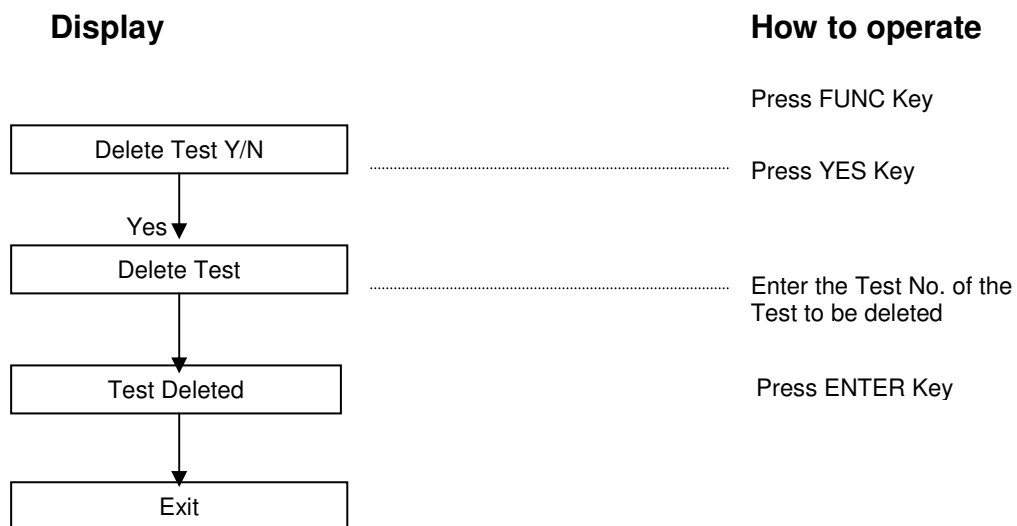 Display
How to operate
Press FUNC Key
Delete Test Y/N
Press YES Key
Yes
Delete Test
Enter the Test No. of the
Test to be deleted
Test Deleted
Press ENTER Key
Exit